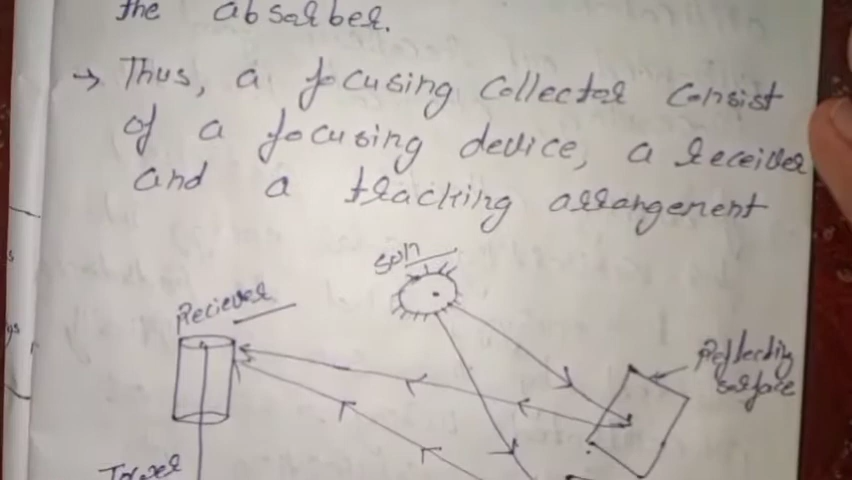 the absorber.
→ Thus, a focusing collector consist
of a focusing device, a receiver
and a tracking arrangement
sun
Reciever
Reflecting
surface
Tower